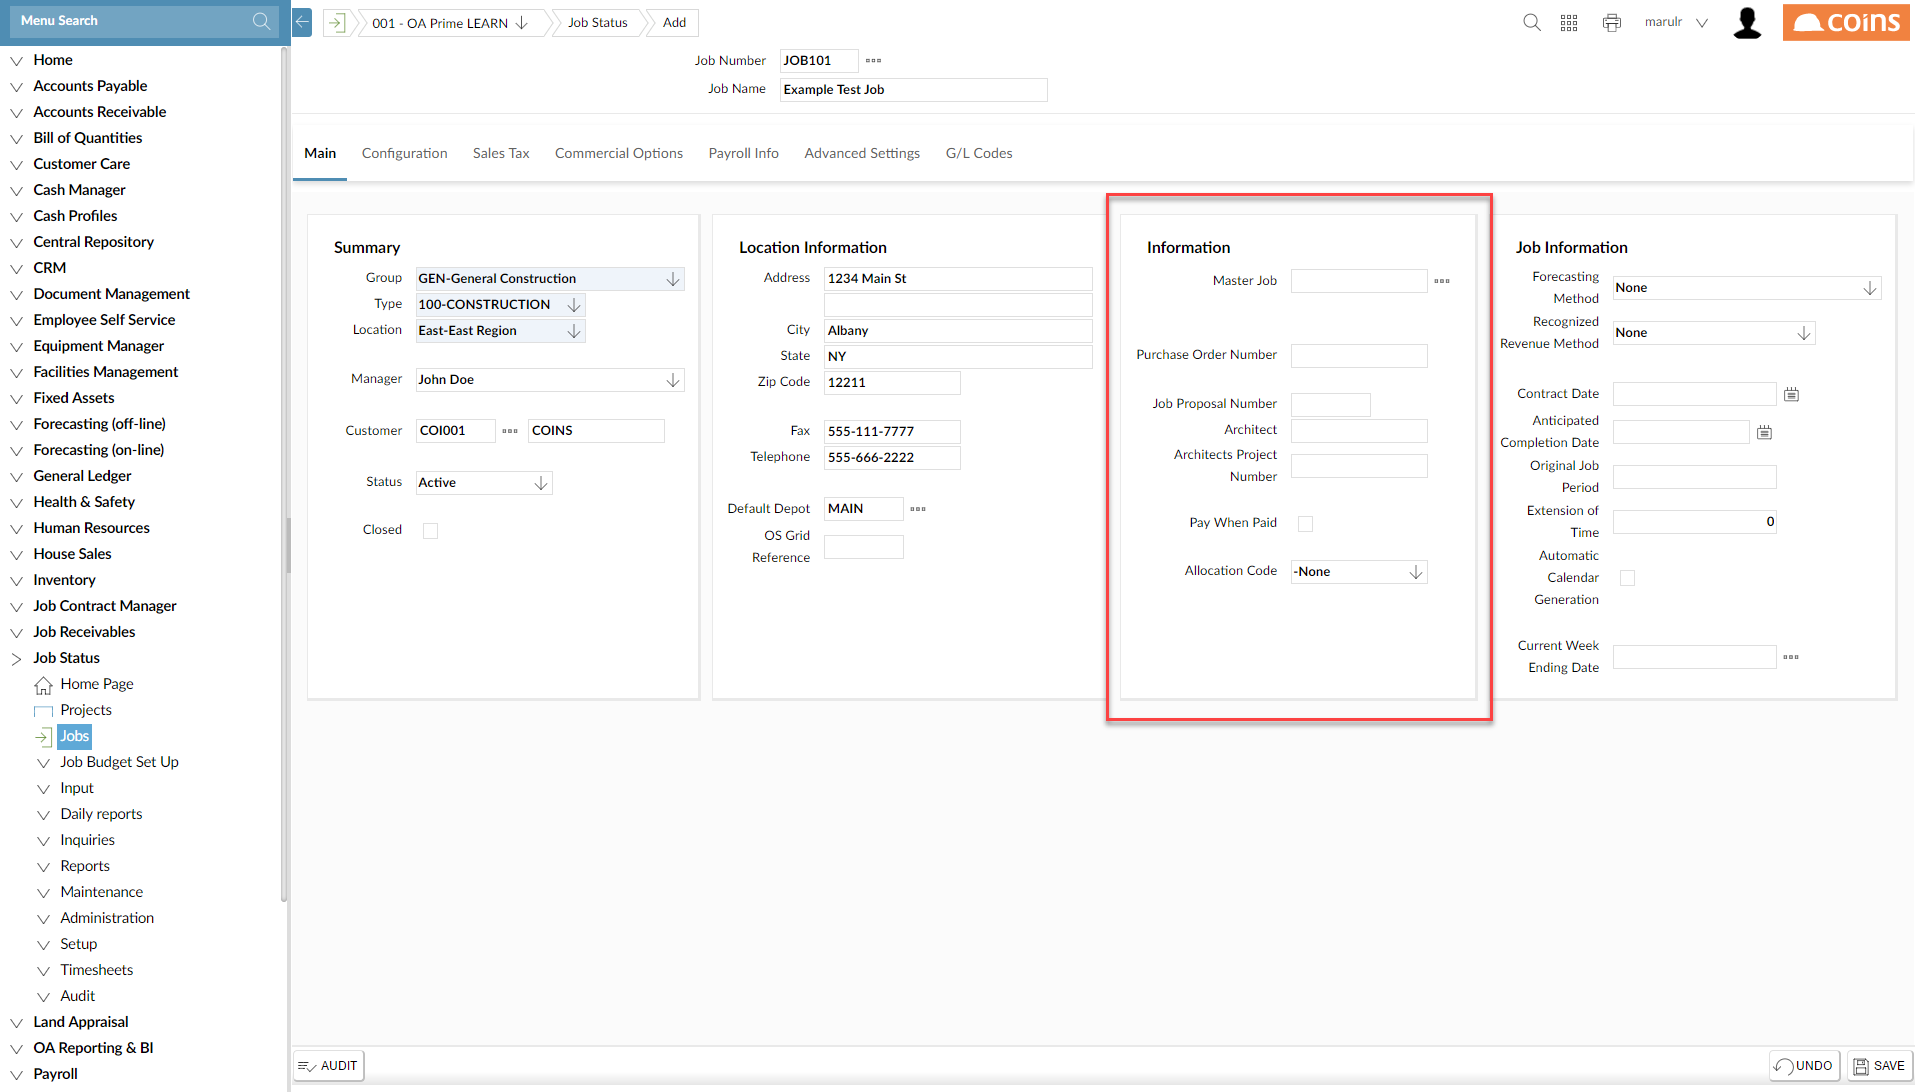 Menu Search
001 - OA Prime LEARN
Job Status
Add
marulr
coins
Home
Accounts Payable
Accounts Receivable
Bill of Quantities
Customer Care
Cash Manager
Cash Profiles
Central Repository
CRM
Document Management
Employee Self Service
Equipment Manager
Facilities Management
Fixed Assets
Forecasting (off-line)
Forecasting (on-line)
General Ledger
Health & Safety
Human Resources
House Sales
Inventory
Job Contract Manager
Job Receivables
Job Status
Home Page
Projects
Jobs
Job Budget Set Up
Input
Daily reports
Inquiries
Reports
Maintenance
Administration
Setup
Timesheets
Audit
Land Appraisal
OA Reporting & BI
Payroll
Job Number JOB101
Job Name Example Test Job
Main Configuration Sales Tax Commercial Options Payroll Info Advanced Settings G/L Codes
Summary
Group GEN-General Construction
Type 100-CONSTRUCTION
Location East-East Region
Manager John Doe
Customer COI001 COINS
Status Active
Closed
Location Information
Address 1234 Main St
City Albany
State NY
Zip Code 12211
Fax 555-111-7777
Telephone 555-666-2222
Default Depot MAIN
OS Grid
Reference
Information
Master Job
Purchase Order Number
Job Proposal Number
Architect
Architects Project
Number
Pay When Paid
Allocation Code -None
Job Information
Forecasting
Method None
Recognized
Revenue Method None
Contract Date
Anticipated
Completion Date
Original Job
Period
Extension of
Time 0
Automatic
Calendar
Generation
Current Week
Ending Date
AUDIT
UNDO
SAVE